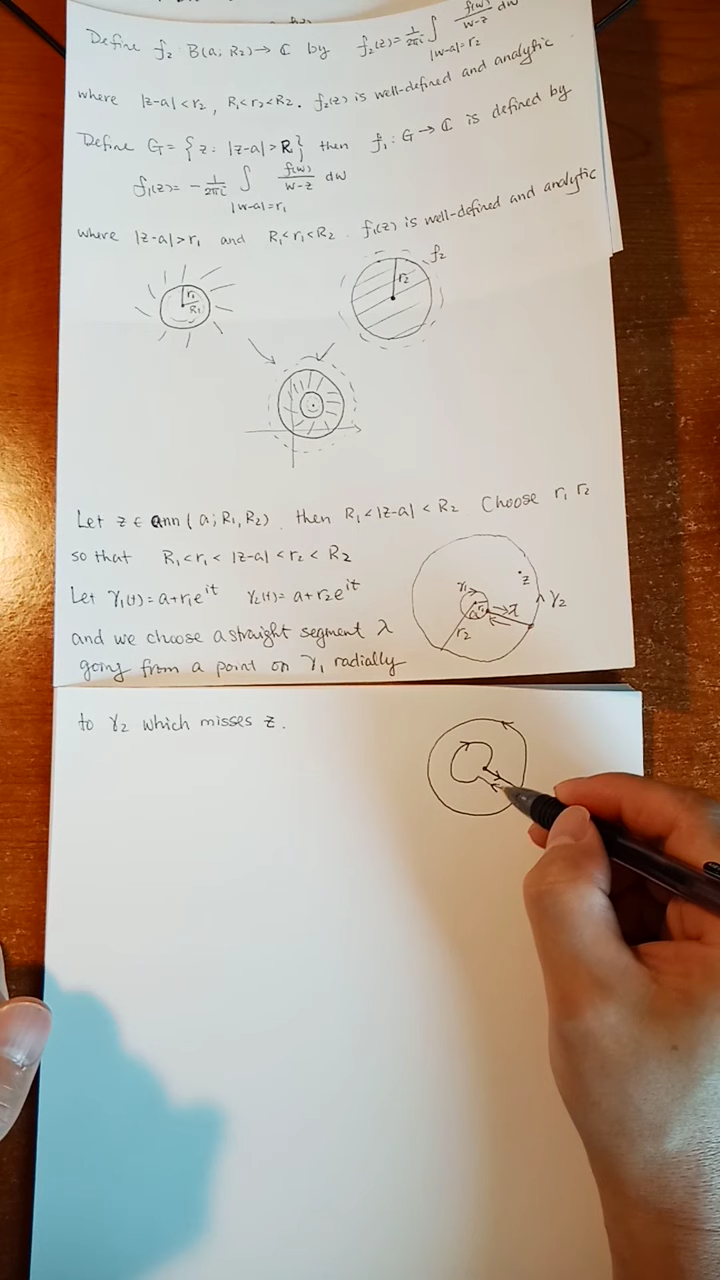 Define f₂: B(a; R₂) → ℂ by f₂(z) = 1/2πi ∫_{|w-a|=r₂} f(w)/w-z dw
where |z-a| < r₂, R₁<r₂<R₂. f₂(z) is well-defined and analytic
Define G = { z: |z-a| > R₁ } then f₁: G → ℂ is defined by
f₁(z) = - 1/2πi ∫_{|w-a|=r₁} f(w)/w-z dw
where |z-a| > r₁ and R₁<r₁<R₂. f₁(z) is well-defined and analytic
r₁
R₁
r₂
f₂
Let z ∈ ann(a; R₁, R₂). then R₁ < |z-a| < R₂. Choose r₁ r₂
so that R₁ < r₁ < |z-a| < r₂ < R₂
Let γ₁(t) = a+r₁e^{it} γ₂(t) = a+r₂e^{it}
and we choose a straight segment λ
going from a point on γ₁ radially
z
γ₁
a
r₁
λ
γ₂
r₂
to γ₂ which misses z.